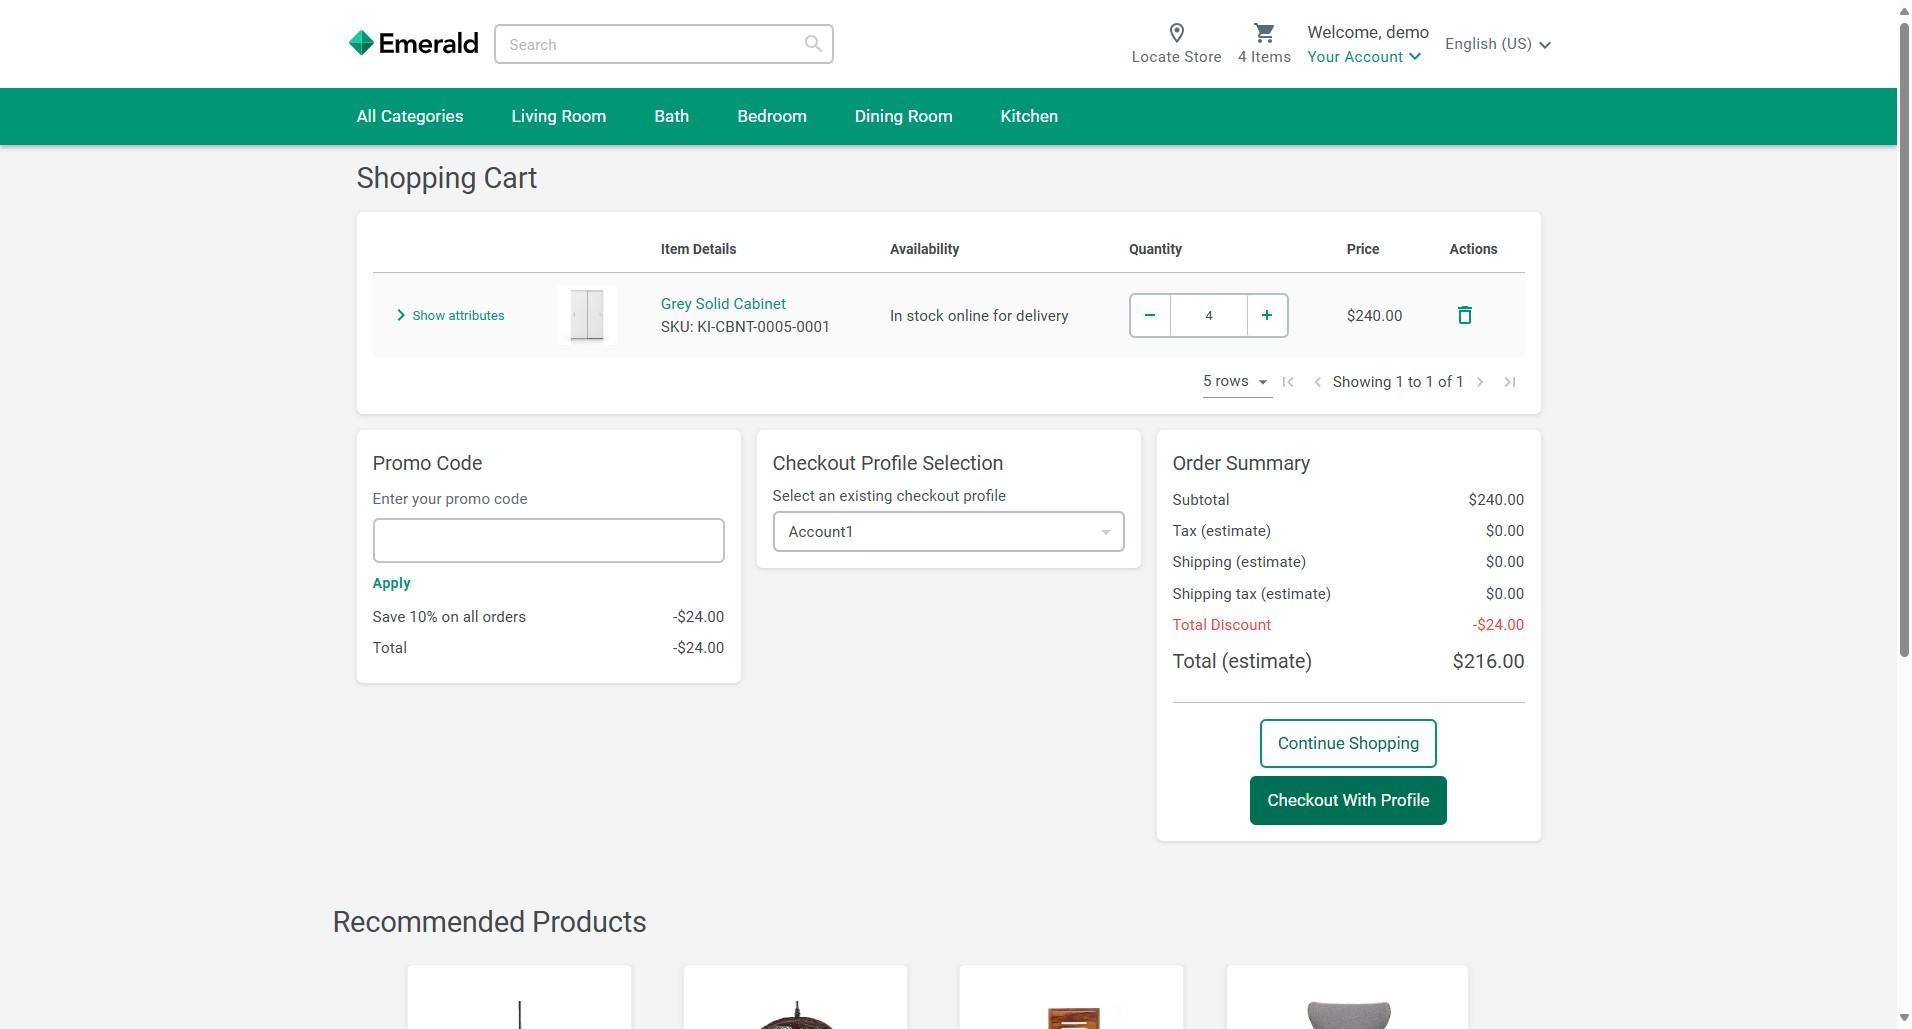 Emerald
Search
Locate Store
4 Items
Welcome, demo
Your Account
English (US)
All Categories
Living Room
Bath
Bedroom
Dining Room
Kitchen
Shopping Cart
Item Details
Availability
Quantity
Price
Actions
Show attributes
Grey Solid Cabinet
SKU: KI-CBNT-0005-0001
In stock online for delivery
4
$240.00
5 rows
Showing 1 to 1 of 1
Promo Code
Enter your promo code
Apply
Save 10% on all orders -$24.00
Total -$24.00
Checkout Profile Selection
Select an existing checkout profile
Account1
Order Summary
Subtotal $240.00
Tax (estimate) $0.00
Shipping (estimate) $0.00
Shipping tax (estimate) $0.00
Total Discount -$24.00
Total (estimate) $216.00
Continue Shopping
Checkout With Profile
Recommended Products